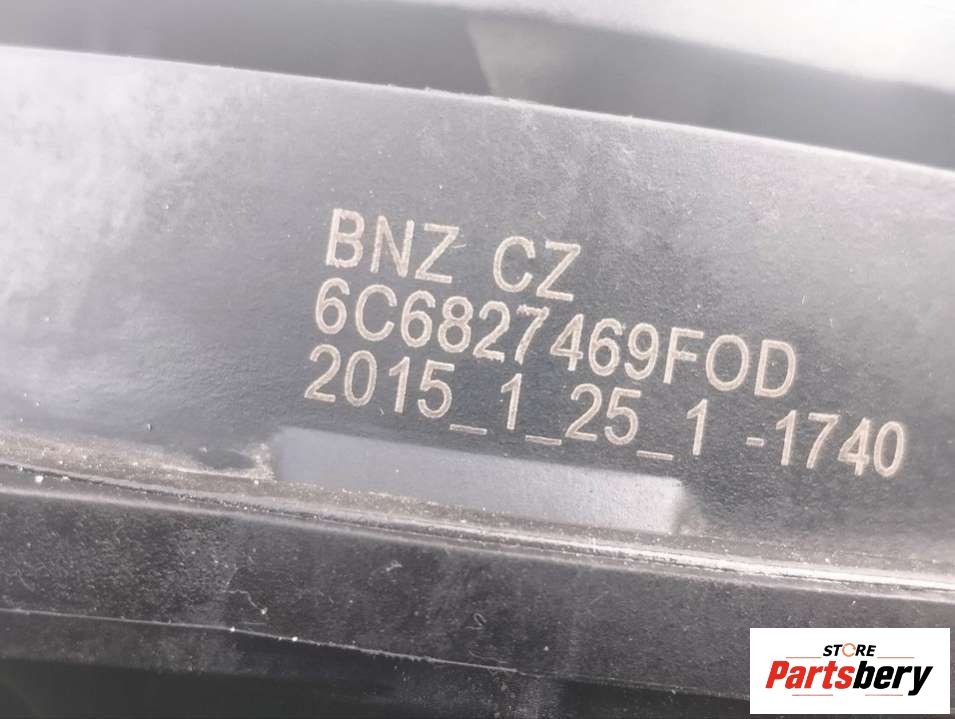 BNZ CZ
6C6827469FOD
2015_1_25_1 -1740
STORE
Partsbery